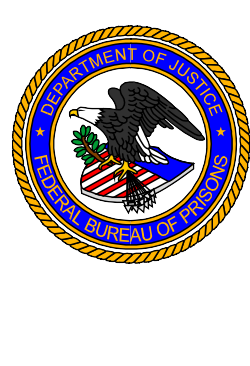 DEPARTMENT OF JUSTICE
FEDERAL BUREAU OF PRISONS